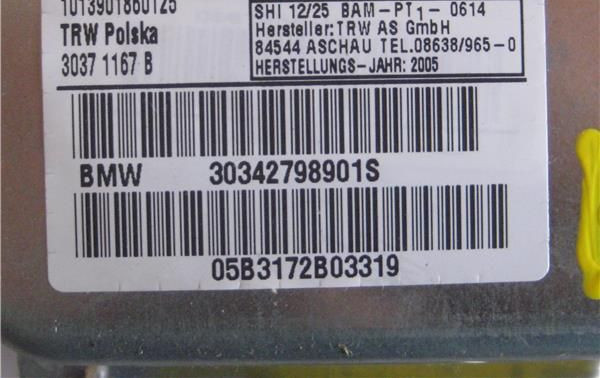 1013901860125
TRW Polska
3037 1167 B
SHI 12/25 BAM-PT1- 0614
Hersteller:TRW AS GmbH
84544 ASCHAU TEL.08638/965-0
HERSTELLUNGS-JAHR: 2005
BMW 30342798901S
05B3172B03319